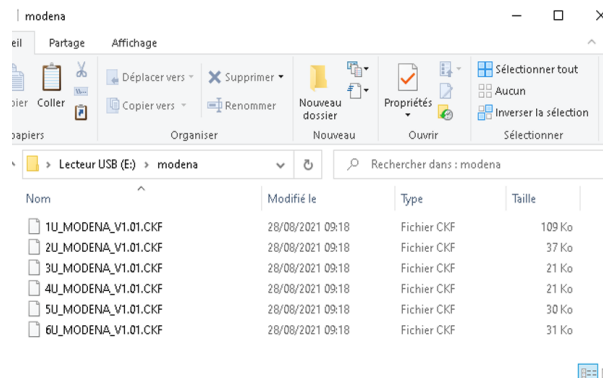 modena
eil Partage Affichage
pier Coller
Déplacer vers Supprimer
Copier vers Renommer
Nouveau dossier
Propriétés
Sélectionner tout
Aucun
Inverser la sélection
papiers Organiser Nouveau Ouvrir Sélectionner
Lecteur USB (E:) > modena Rechercher dans : modena
Nom Modifié le Type Taille
1U_MODENA_V1.01.CKF 28/08/2021 09:18 Fichier CKF 109 Ko
2U_MODENA_V1.01.CKF 28/08/2021 09:18 Fichier CKF 37 Ko
3U_MODENA_V1.01.CKF 28/08/2021 09:18 Fichier CKF 21 Ko
4U_MODENA_V1.01.CKF 28/08/2021 09:18 Fichier CKF 21 Ko
5U_MODENA_V1.01.CKF 28/08/2021 09:18 Fichier CKF 30 Ko
6U_MODENA_V1.01.CKF 28/08/2021 09:18 Fichier CKF 31 Ko